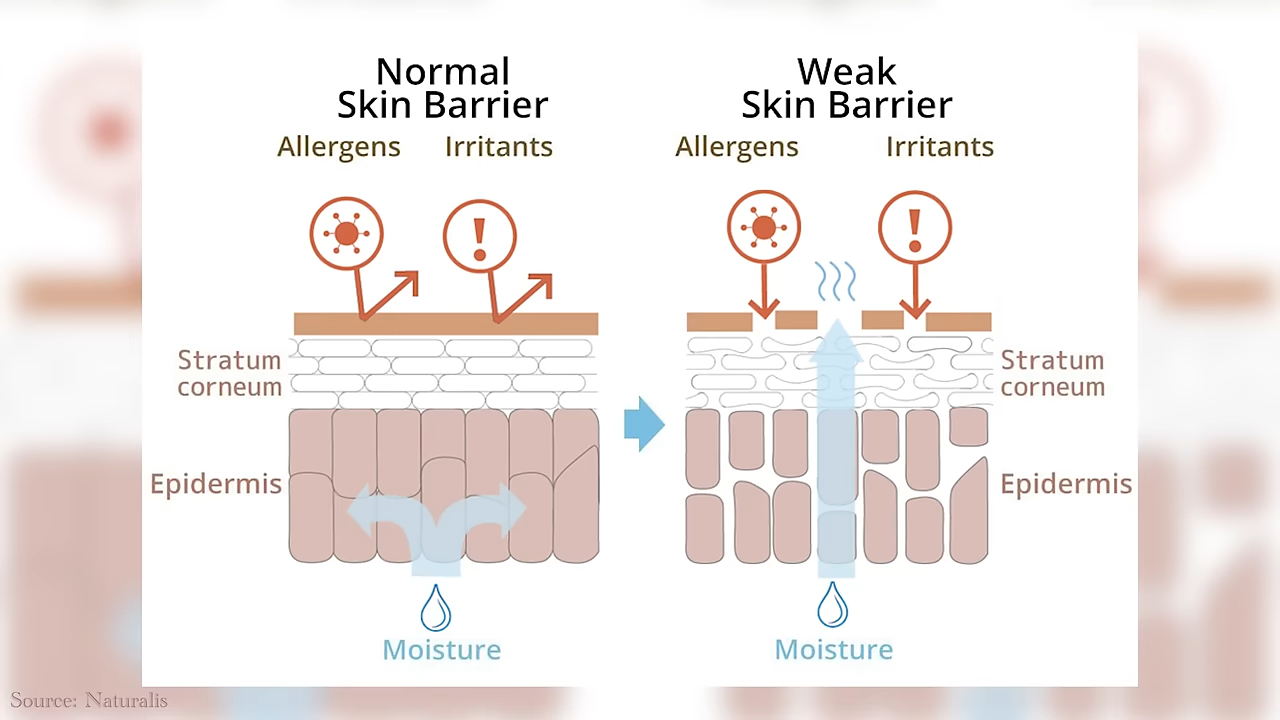 Normal
Skin Barrier
Allergens Irritants
Stratum
corneum
Epidermis
Moisture
Weak
Skin Barrier
Allergens Irritants
Stratum
corneum
Epidermis
Moisture
Source: Naturalis